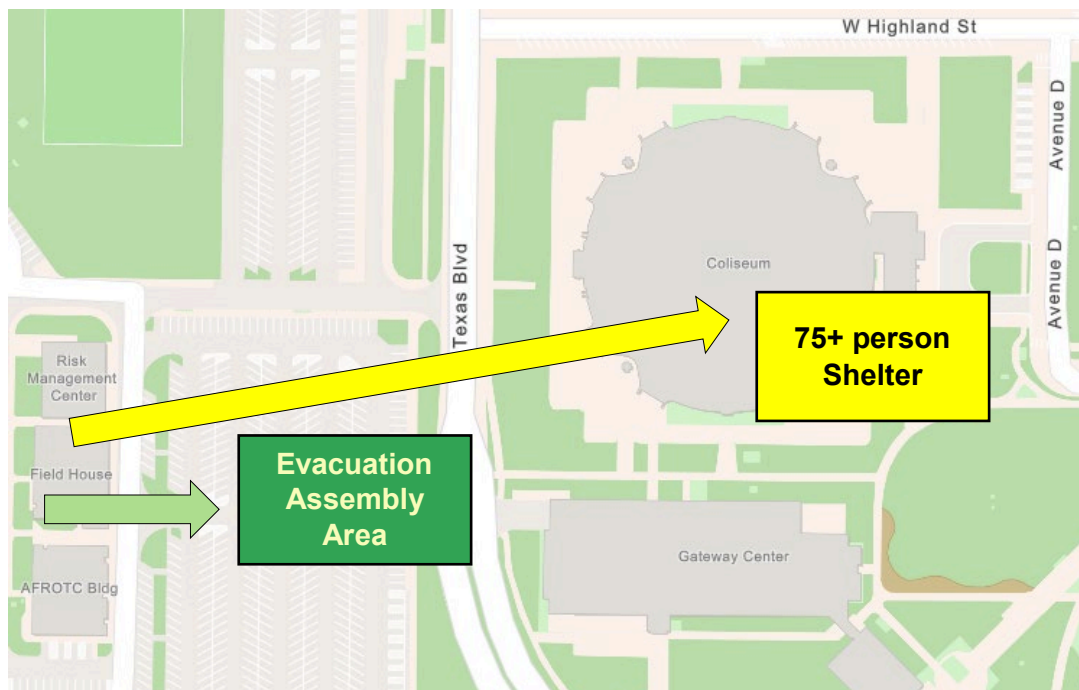 W Highland St
Avenue D
Texas Blvd
Coliseum
Avenue D
75+ person
Shelter
Risk
Management
Center
Field House
Evacuation
Assembly
Area
Gateway Center
AFROTC Bldg